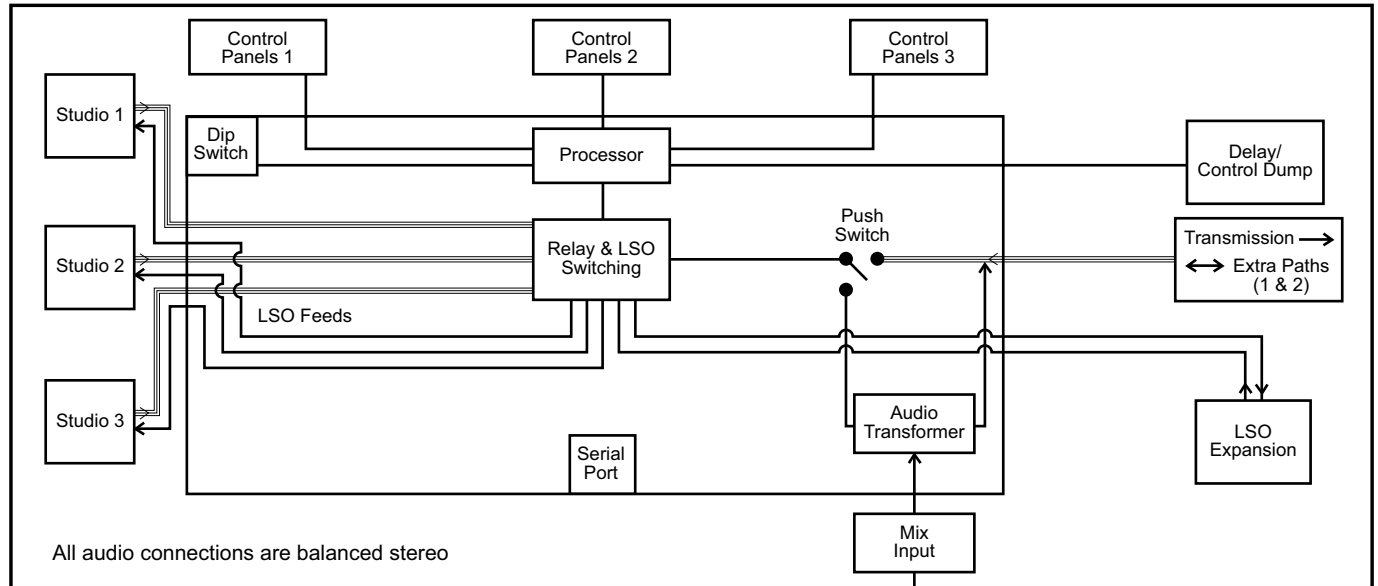 Control
Panels 1
Control
Panels 2
Control
Panels 3
Studio 1
Dip
Switch
Processor
Delay/
Control Dump
Push
Switch
Studio 2
Relay & LSO
Switching
Transmission
Extra Paths
(1 & 2)
LSO Feeds
Studio 3
Audio
Transformer
LSO
Expansion
Serial
Port
Mix
Input
All audio connections are balanced stereo